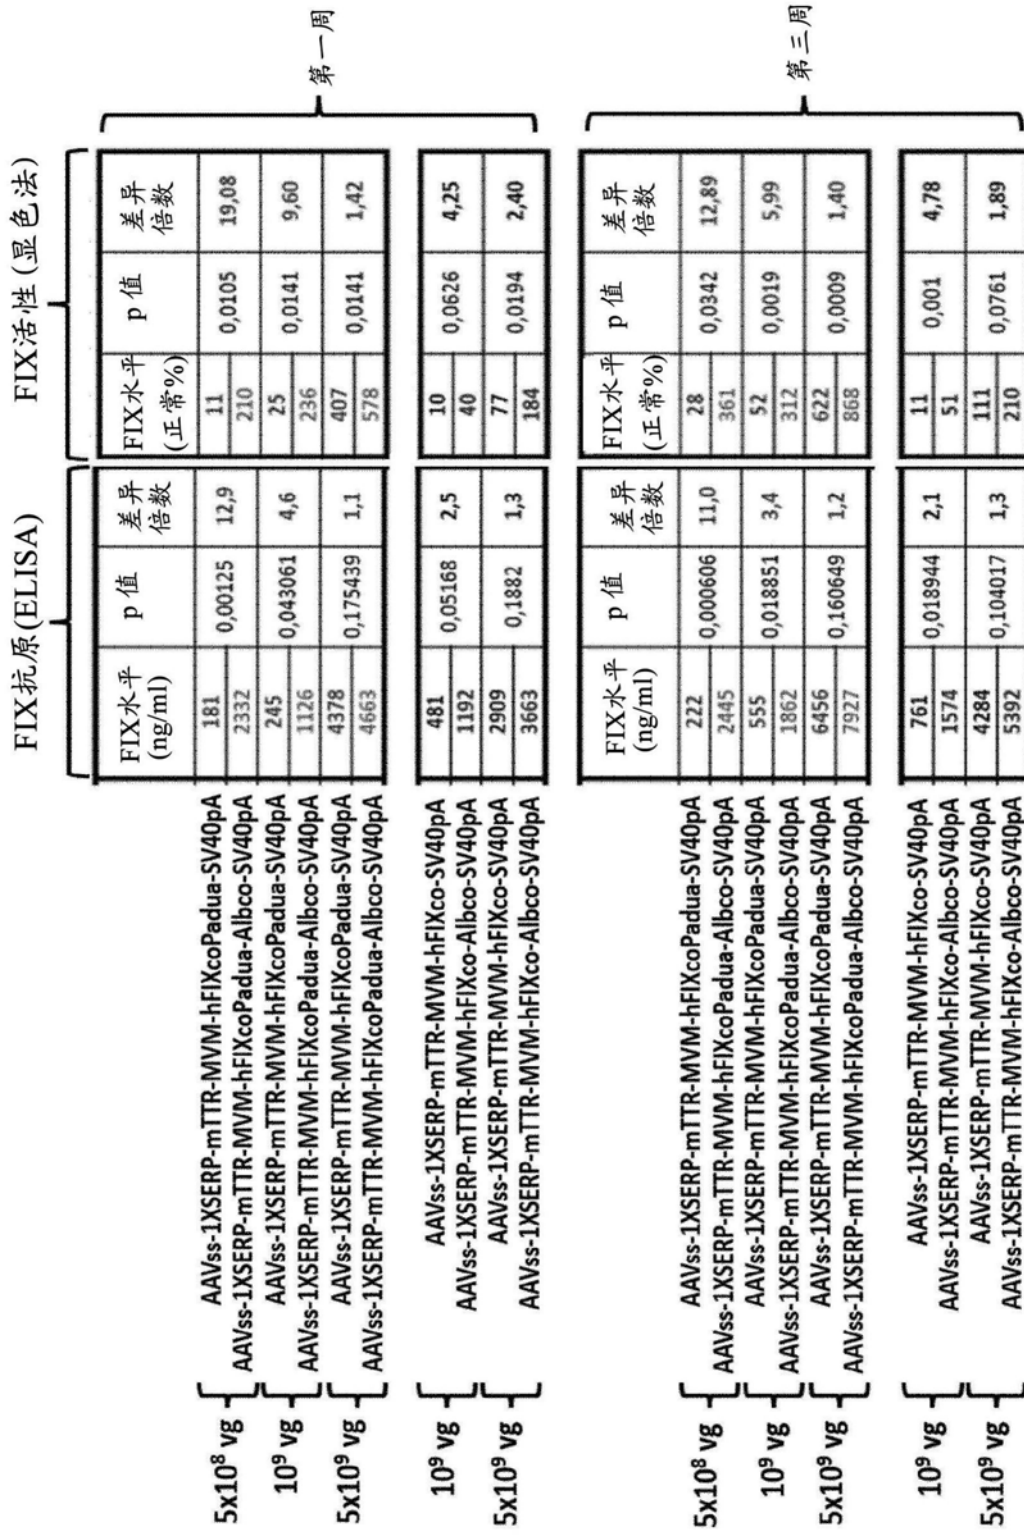 FIX抗原(ELISA) FIX活性(显色法)
FIX水平 (ng/ml) p 值 差异倍数 FIX水平 (正常%) p 值 差异倍数
5x10⁸ vg AAVss-1XSERP-mTTR-MVM-hFIXcoPadua-SV40pA 181 0,00125 12,9 11 0,0105 19,08
AAVss-1XSERP-mTTR-MVM-hFIXcoPadua-Albco-SV40pA 2332 210
10⁹ vg AAVss-1XSERP-mTTR-MVM-hFIXcoPadua-SV40pA 245 0,043061 4,6 25 0,0141 9,60
AAVss-1XSERP-mTTR-MVM-hFIXcoPadua-Albco-SV40pA 1126 236
5x10⁹ vg AAVss-1XSERP-mTTR-MVM-hFIXcoPadua-SV40pA 4378 0,175439 1,1 407 0,0141 1,42
AAVss-1XSERP-mTTR-MVM-hFIXcoPadua-Albco-SV40pA 4663 578
第一周
10⁹ vg AAVss-1XSERP-mTTR-MVM-hFIXco-SV40pA 481 0,05168 2,5 10 0,0626 4,25
AAVss-1XSERP-mTTR-MVM-hFIXco-Albco-SV40pA 1192 40
5x10⁹ vg AAVss-1XSERP-mTTR-MVM-hFIXco-SV40pA 2909 0,1882 1,3 77 0,0194 2,40
AAVss-1XSERP-mTTR-MVM-hFIXco-Albco-SV40pA 3663 184
FIX水平 (ng/ml) p 值 差异倍数 FIX水平 (正常%) p 值 差异倍数
5x10⁸ vg AAVss-1XSERP-mTTR-MVM-hFIXcoPadua-SV40pA 222 0,000606 11,0 28 0,0342 12,89
AAVss-1XSERP-mTTR-MVM-hFIXcoPadua-Albco-SV40pA 2445 361
10⁹ vg AAVss-1XSERP-mTTR-MVM-hFIXcoPadua-SV40pA 555 0,018851 3,4 52 0,0019 5,99
AAVss-1XSERP-mTTR-MVM-hFIXcoPadua-Albco-SV40pA 1862 312
5x10⁹ vg AAVss-1XSERP-mTTR-MVM-hFIXcoPadua-SV40pA 6456 0,160649 1,2 622 0,0009 1,40
AAVss-1XSERP-mTTR-MVM-hFIXcoPadua-Albco-SV40pA 7927 868
第三周
10⁹ vg AAVss-1XSERP-mTTR-MVM-hFIXco-SV40pA 761 0,018944 2,1 11 0,001 4,78
AAVss-1XSERP-mTTR-MVM-hFIXco-Albco-SV40pA 1574 51
5x10⁹ vg AAVss-1XSERP-mTTR-MVM-hFIXco-SV40pA 4284 0,104017 1,3 111 0,0761 1,89
AAVss-1XSERP-mTTR-MVM-hFIXco-Albco-SV40pA 5392 210